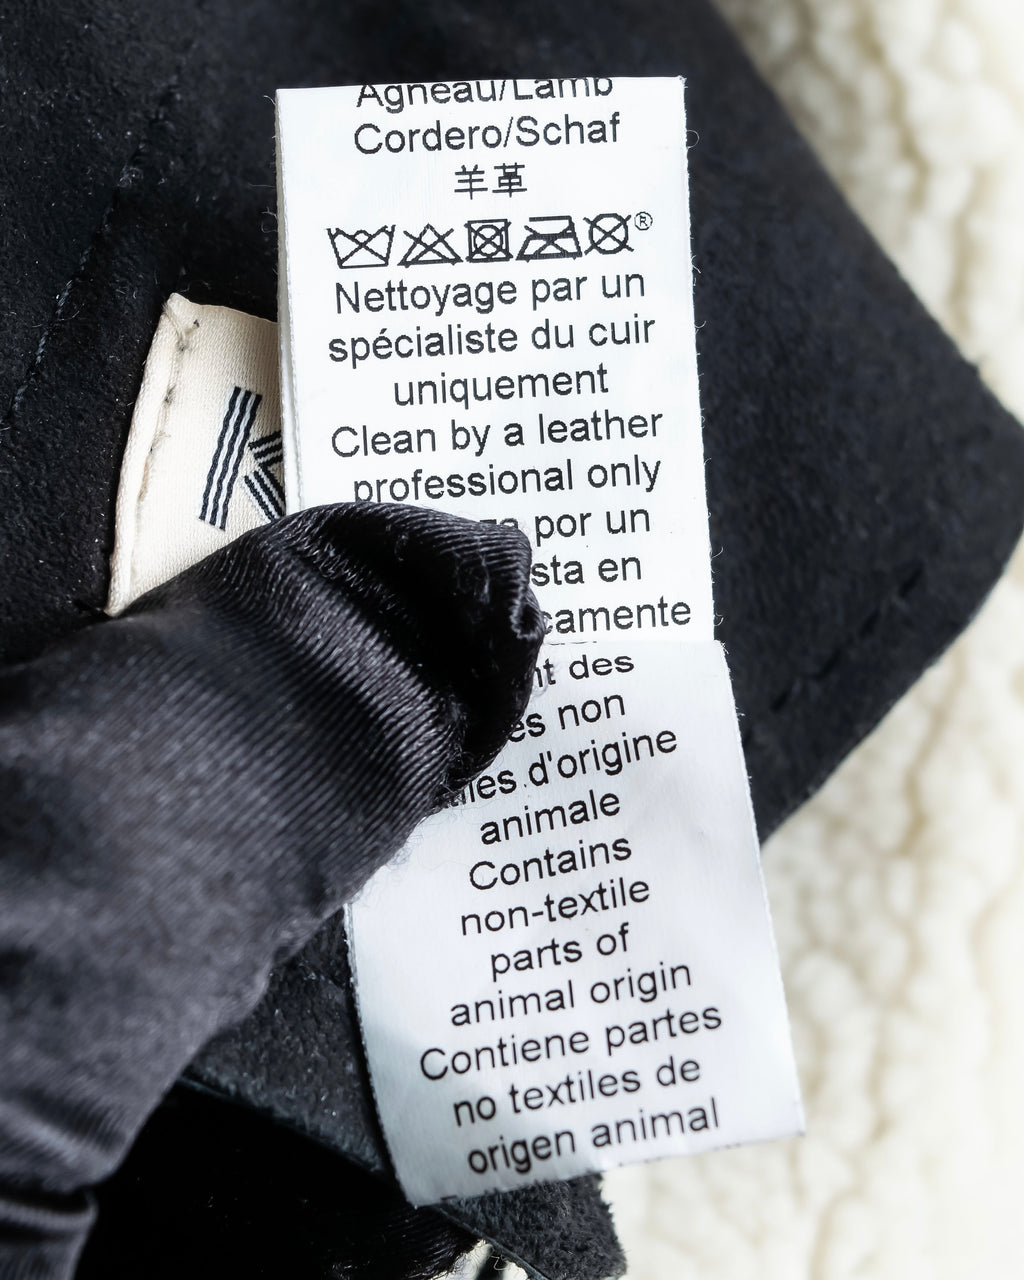 Agneau/Lamb
Cordero/Schaf
羊革
®
Nettoyage par un
spécialiste du cuir
uniquement
Clean by a leather
professional only
por un
en
des
non
d'origine
animale
Contains
non-textile
parts of
animal origin
Contiene partes
no textiles de
origen animal
K